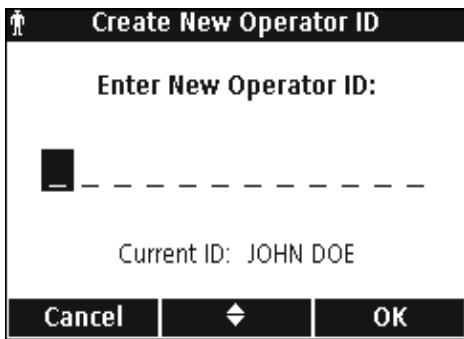 Create New Operator ID
Enter New Operator ID:
_ _ _ _ _ _ _ _ _ _ _ _
Current ID: JOHN DOE
Cancel OK